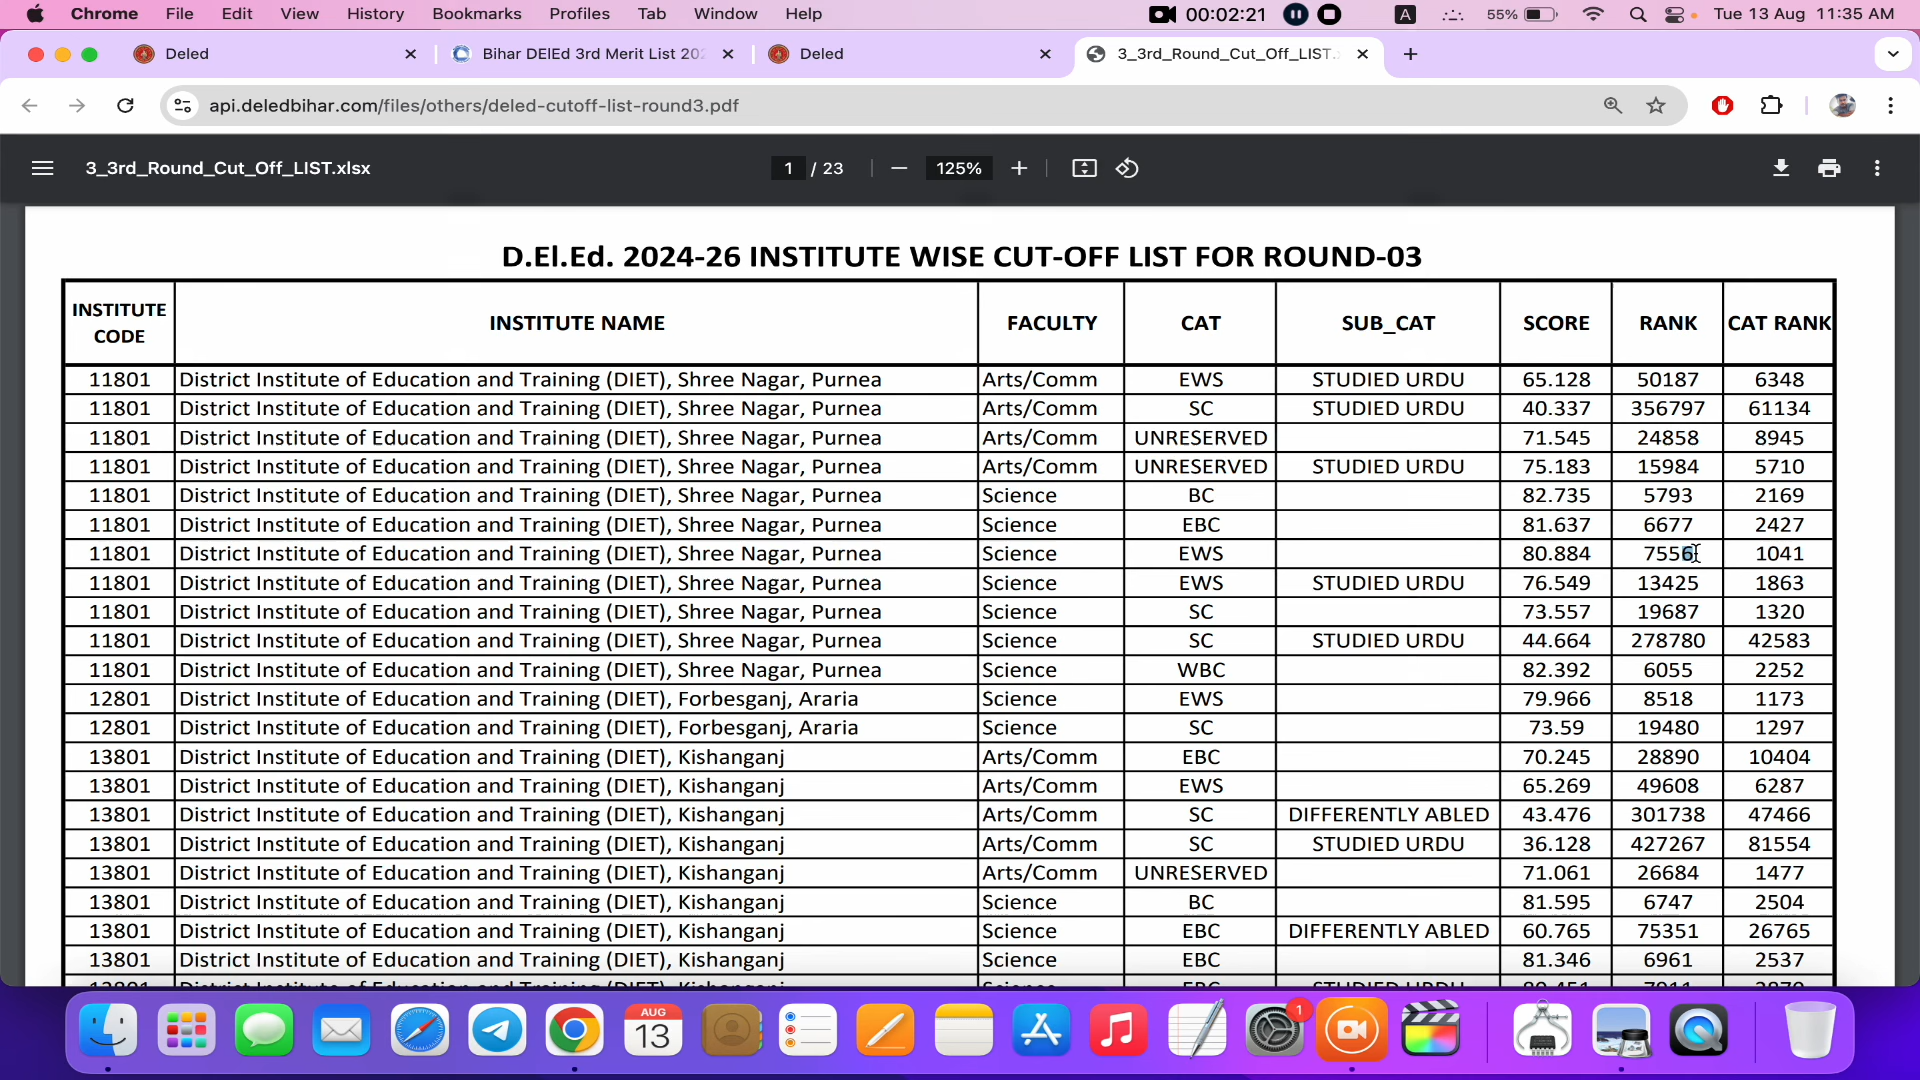 Chrome File Edit View History Bookmarks Profiles Tab Window Help 00:02:21 A 55% Tue 13 Aug 11:35 AM
Deled Bihar DElEd 3rd Merit List 202 Deled 3_3rd_Round_Cut_Off_LIST.
api.deledbihar.com/files/others/deled-cutoff-list-round3.pdf
3_3rd_Round_Cut_Off_LIST.xlsx 1 / 23 125%
D.El.Ed. 2024-26 INSTITUTE WISE CUT-OFF LIST FOR ROUND-03
INSTITUTE CODE INSTITUTE NAME FACULTY CAT SUB_CAT SCORE RANK CAT RANK
11801 District Institute of Education and Training (DIET), Shree Nagar, Purnea Arts/Comm EWS STUDIED URDU 65.128 50187 6348
11801 District Institute of Education and Training (DIET), Shree Nagar, Purnea Arts/Comm SC STUDIED URDU 40.337 356797 61134
11801 District Institute of Education and Training (DIET), Shree Nagar, Purnea Arts/Comm UNRESERVED 71.545 24858 8945
11801 District Institute of Education and Training (DIET), Shree Nagar, Purnea Arts/Comm UNRESERVED STUDIED URDU 75.183 15984 5710
11801 District Institute of Education and Training (DIET), Shree Nagar, Purnea Science BC 82.735 5793 2169
11801 District Institute of Education and Training (DIET), Shree Nagar, Purnea Science EBC 81.637 6677 2427
11801 District Institute of Education and Training (DIET), Shree Nagar, Purnea Science EWS 80.884 7556 1041
11801 District Institute of Education and Training (DIET), Shree Nagar, Purnea Science EWS STUDIED URDU 76.549 13425 1863
11801 District Institute of Education and Training (DIET), Shree Nagar, Purnea Science SC 73.557 19687 1320
11801 District Institute of Education and Training (DIET), Shree Nagar, Purnea Science SC STUDIED URDU 44.664 278780 42583
11801 District Institute of Education and Training (DIET), Shree Nagar, Purnea Science WBC 82.392 6055 2252
12801 District Institute of Education and Training (DIET), Forbesganj, Araria Science EWS 79.966 8518 1173
12801 District Institute of Education and Training (DIET), Forbesganj, Araria Science SC 73.59 19480 1297
13801 District Institute of Education and Training (DIET), Kishanganj Arts/Comm EBC 70.245 28890 10404
13801 District Institute of Education and Training (DIET), Kishanganj Arts/Comm EWS 65.269 49608 6287
13801 District Institute of Education and Training (DIET), Kishanganj Arts/Comm SC DIFFERENTLY ABLED 43.476 301738 47466
13801 District Institute of Education and Training (DIET), Kishanganj Arts/Comm SC STUDIED URDU 36.128 427267 81554
13801 District Institute of Education and Training (DIET), Kishanganj Arts/Comm UNRESERVED 71.061 26684 1477
13801 District Institute of Education and Training (DIET), Kishanganj Science BC 81.595 6747 2504
13801 District Institute of Education and Training (DIET), Kishanganj Science EBC DIFFERENTLY ABLED 60.765 75351 26765
13801 District Institute of Education and Training (DIET), Kishanganj Science EBC 81.346 6961 2537
AUG
13
1